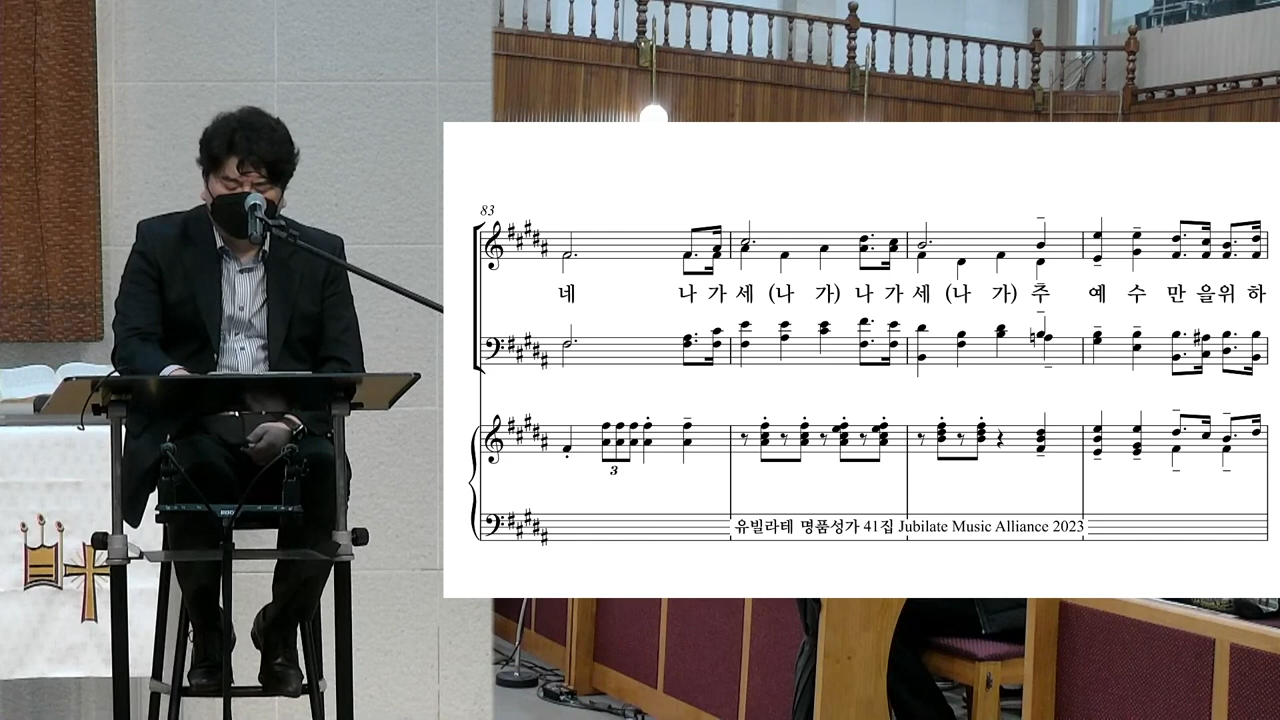 83
네 나 가 세 (나 가) 나 가 세 (나 가) 주 예 수 만 을위 하
3
유빌라테 명품성가 41집 Jubilate Music Alliance 2023